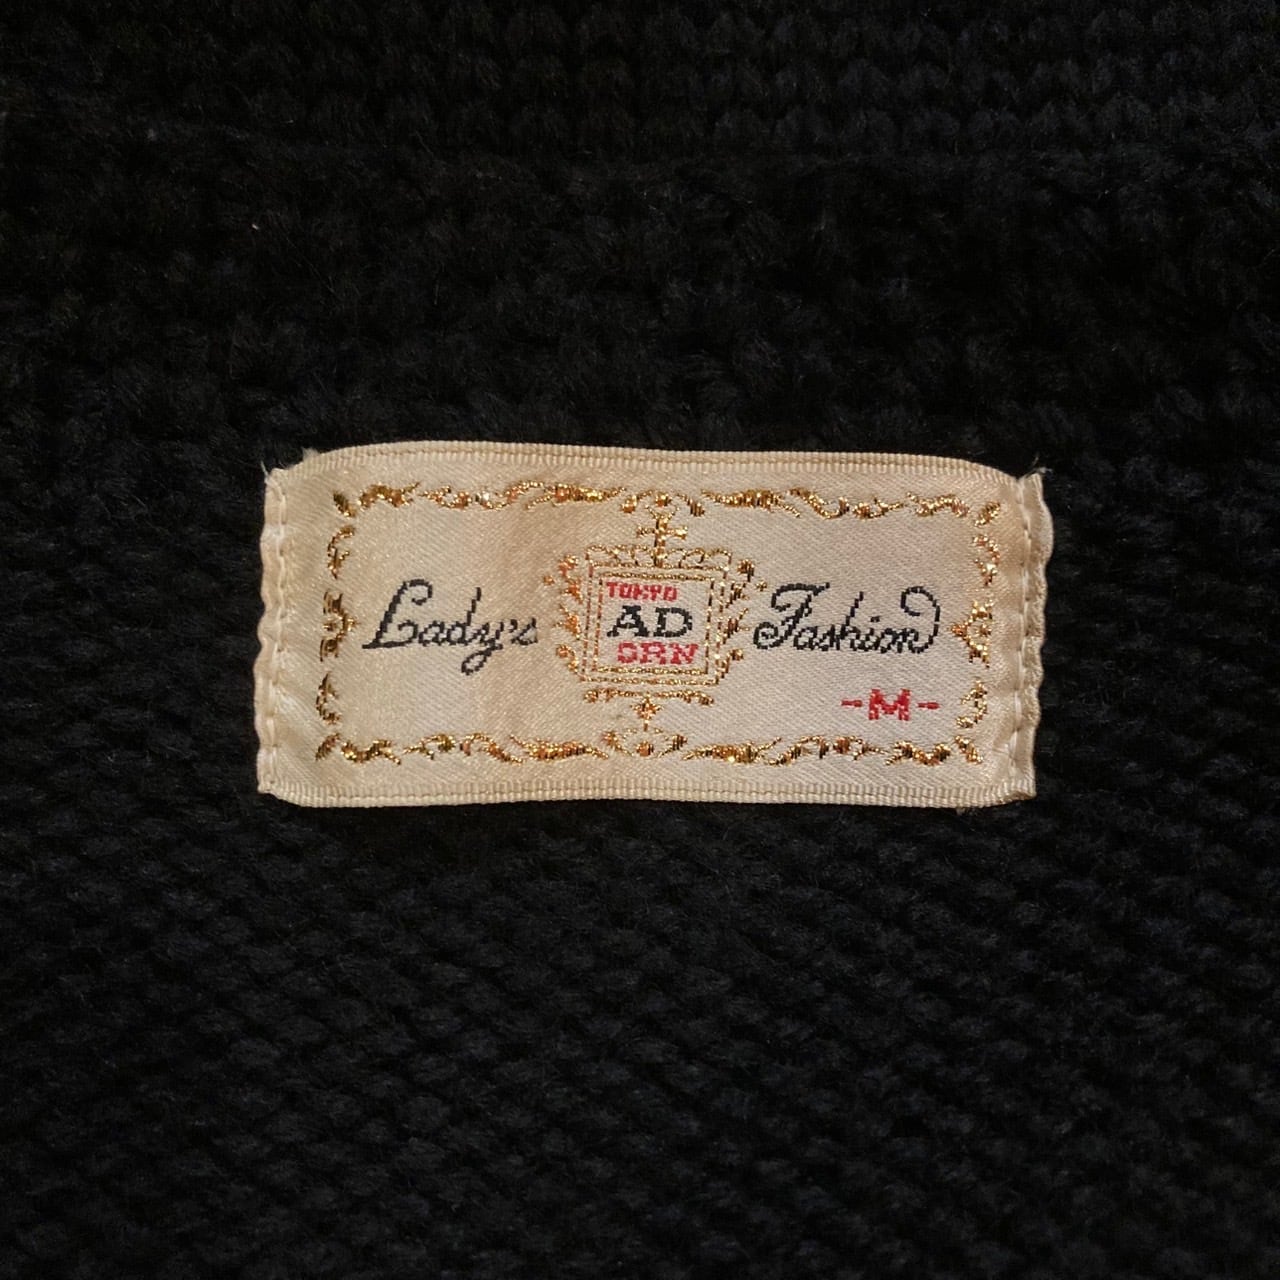 Lady's
TOKYO
AD
ORN
Fashion
-M-